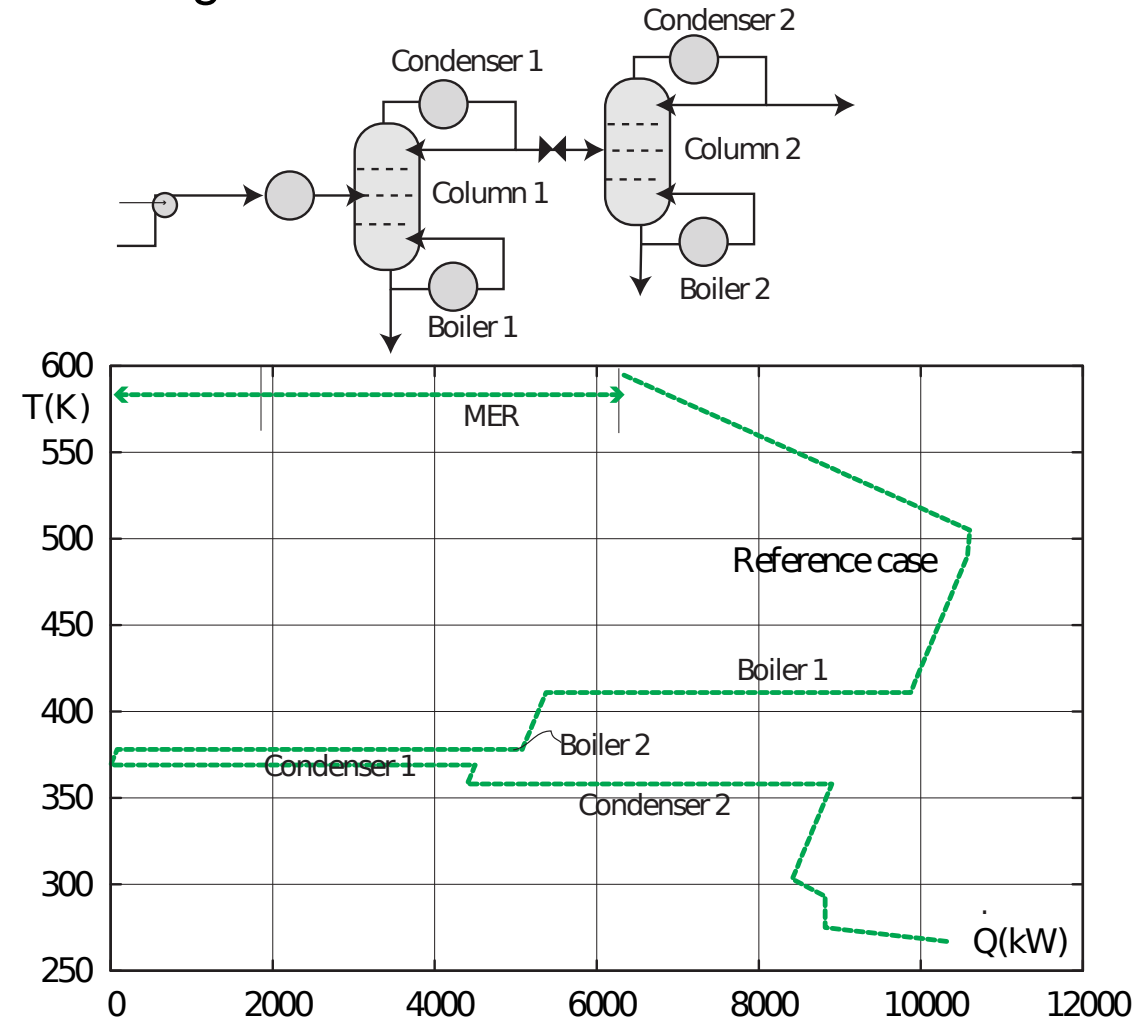 Condenser 2
Condenser 1
Column 2
Column 1
Boiler 2
Boiler 1
600
T(K)
MER
550
500
Reference case
450
Boiler 1
400
Boiler 2
Condenser 1
350
Condenser 2
300
Q̇(kW)
250
0 2000 4000 6000 8000 10000 12000